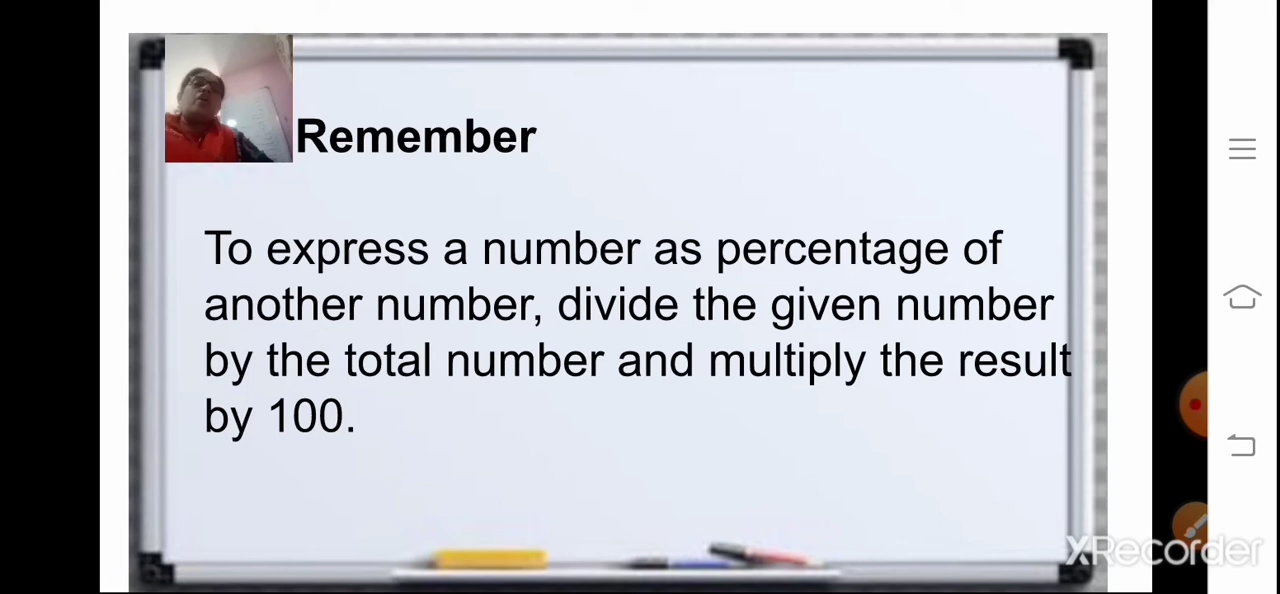 Remember
To express a number as percentage of
another number, divide the given number
by the total number and multiply the result
by 100.
XRecorder